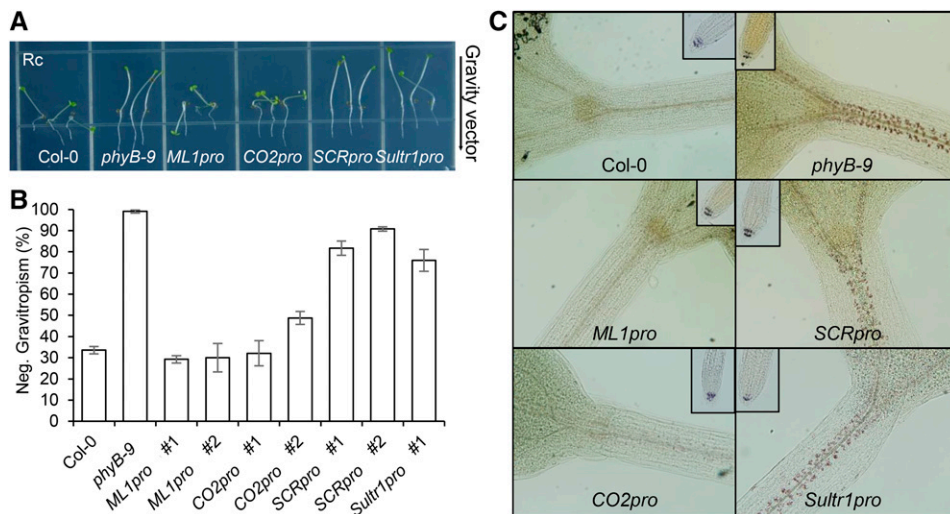 A
Rc
Col-0 phyB-9 ML1pro CO2pro SCRpro Sultr1pro
Gravity vector
B
Neg. Gravitropism (%)
100
90
80
70
60
50
40
30
20
10
0
Col-0
phyB-9
ML1pro #1
ML1pro #2
CO2pro #1
CO2pro #2
SCRpro #1
SCRpro #2
Sultr1pro #1
C
Col-0
phyB-9
ML1pro
SCRpro
CO2pro
Sultr1pro